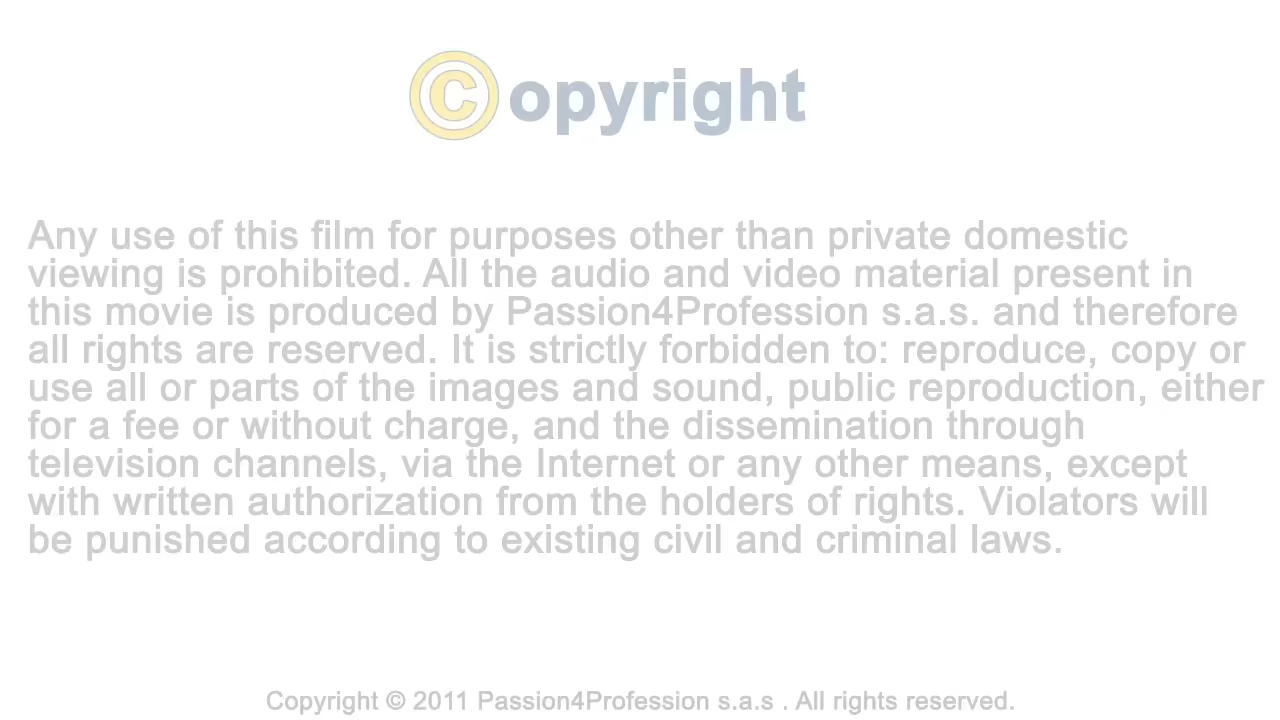 ©opyright
Any use of this film for purposes other than private domestic
viewing is prohibited. All the audio and video material present in
this movie is produced by Passion4Profession s.a.s. and therefore
all rights are reserved. It is strictly forbidden to: reproduce, copy or
use all or parts of the images and sound, public reproduction, either
for a fee or without charge, and the dissemination through
television channels, via the Internet or any other means, except
with written authorization from the holders of rights. Violators will
be punished according to existing civil and criminal laws.
Copyright © 2011 Passion4Profession s.a.s . All rights reserved.